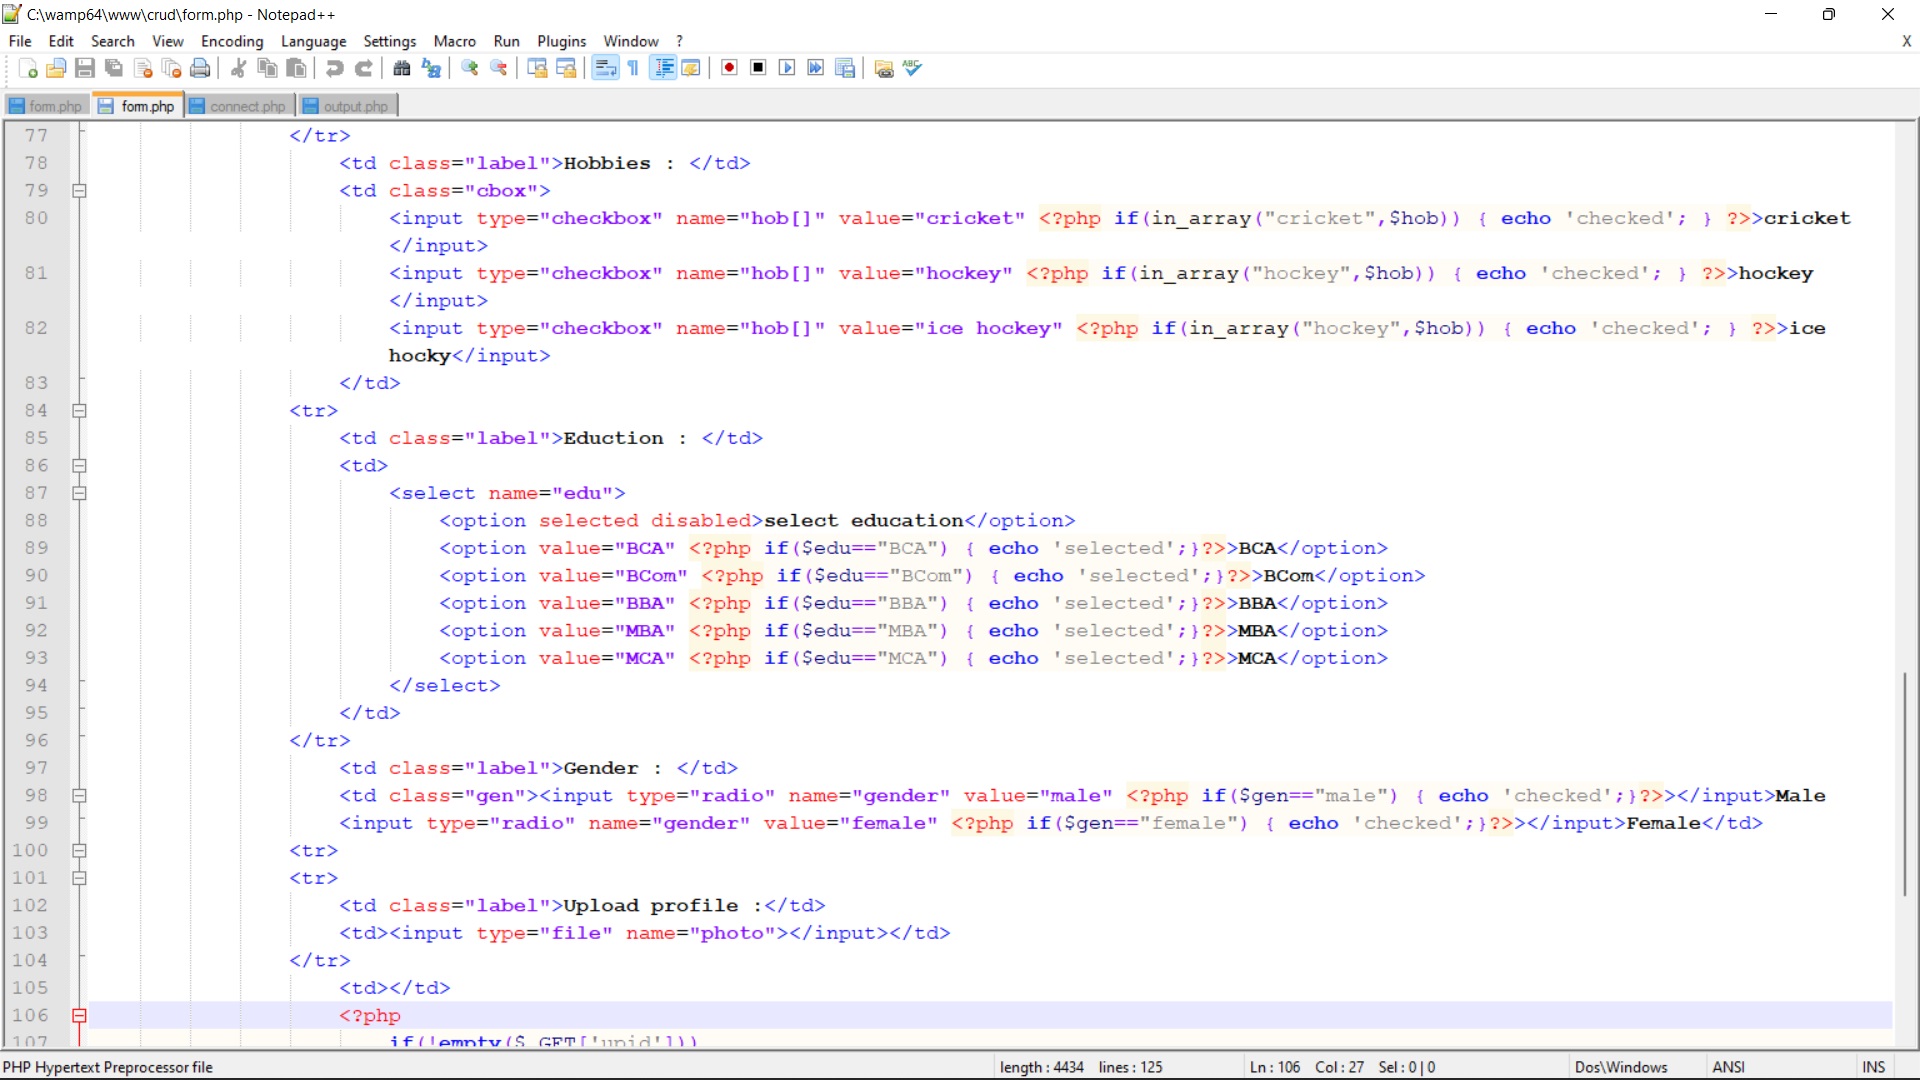 C:\wamp64\www\crud\form.php - Notepad++
File Edit Search View Encoding Language Settings Macro Run Plugins Window ? X
form.php form.php connect.php output.php
77 </tr>
78 <td class="label">Hobbies : </td>
79 <td class="cbox">
80 <input type="checkbox" name="hob[]" value="cricket" <?php if(in_array("cricket",$hob)) { echo 'checked'; } ?>>cricket
</input>
81 <input type="checkbox" name="hob[]" value="hockey" <?php if(in_array("hockey",$hob)) { echo 'checked'; } ?>>hockey
</input>
82 <input type="checkbox" name="hob[]" value="ice hockey" <?php if(in_array("hockey",$hob)) { echo 'checked'; } ?>>ice
hocky</input>
83 </td>
84 <tr>
85 <td class="label">Eduction : </td>
86 <td>
87 <select name="edu">
88 <option selected disabled>select education</option>
89 <option value="BCA" <?php if($edu=="BCA") { echo 'selected';}?>>BCA</option>
90 <option value="BCom" <?php if($edu=="BCom") { echo 'selected';}?>>BCom</option>
91 <option value="BBA" <?php if($edu=="BBA") { echo 'selected';}?>>BBA</option>
92 <option value="MBA" <?php if($edu=="MBA") { echo 'selected';}?>>MBA</option>
93 <option value="MCA" <?php if($edu=="MCA") { echo 'selected';}?>>MCA</option>
94 </select>
95 </td>
96 </tr>
97 <td class="label">Gender : </td>
98 <td class="gen"><input type="radio" name="gender" value="male" <?php if($gen=="male") { echo 'checked';}?>></input>Male
99 <input type="radio" name="gender" value="female" <?php if($gen=="female") { echo 'checked';}?>></input>Female</td>
100 <tr>
101 <tr>
102 <td class="label">Upload profile :</td>
103 <td><input type="file" name="photo"></input></td>
104 </tr>
105 <td></td>
106 <?php
107 if(!empty($_GET['upid']))
PHP Hypertext Preprocessor file length : 4434 lines : 125 Ln : 106 Col : 27 Sel : 0 | 0 Dos\Windows ANSI INS